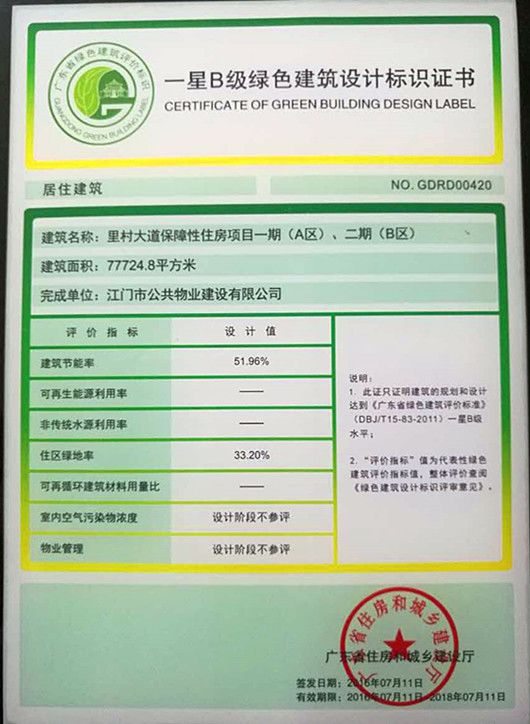 广东省绿色建筑评价标识
GUANGDONG GREEN BUILDING LABEL
一星B级绿色建筑设计标识证书
CERTIFICATE OF GREEN BUILDING DESIGN LABEL
居住建筑
NO. GDRD00420
建筑名称：里村大道保障性住房项目一期（A区）、二期（B区）
建筑面积：77724.8平方米
完成单位：江门市公共物业建设有限公司
评价指标 设计值
建筑节能率 51.96%
可再生能源利用率 ——
非传统水源利用率 ——
住区绿地率 33.20%
可再循环建筑材料用量比 ——
室内空气污染物浓度 设计阶段不参评
物业管理 设计阶段不参评
说明：
1. 此证只证明建筑的规划和设计
达到《广东省绿色建筑评价标准》
（DBJ/T15-83-2011）一星B级
水平；
2. “评价指标”值为代表性绿色
建筑评价指标值，整体评价查阅
《绿色建筑设计标识评审意见》。
广东省住房和城乡建设厅
广东省住房和城乡建设厅
签发日期：2016年07月11日
有效期限：2016年07月11日-2018年07月11日